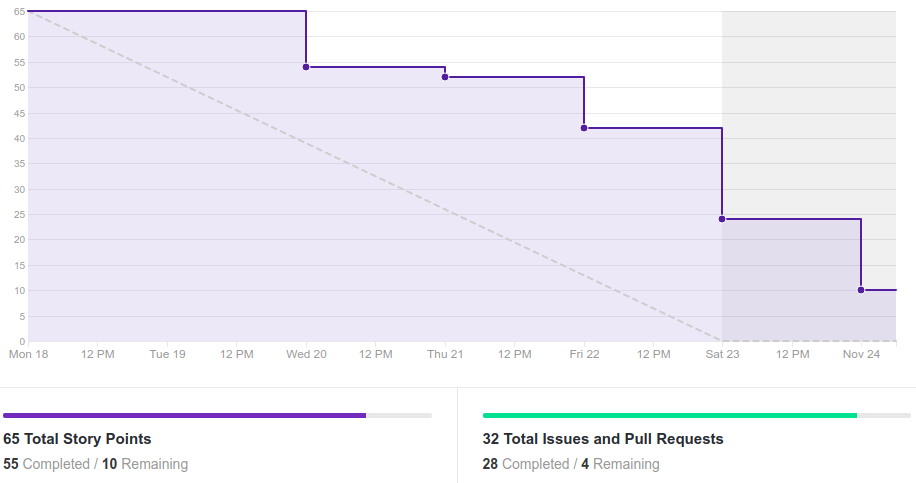 65
60
55
50
45
40
35
30
25
20
15
10
5
0
Mon 18 12 PM Tue 19 12 PM Wed 20 12 PM Thu 21 12 PM Fri 22 12 PM Sat 23 12 PM Nov 24
65 Total Story Points
55 Completed / 10 Remaining
32 Total Issues and Pull Requests
28 Completed / 4 Remaining